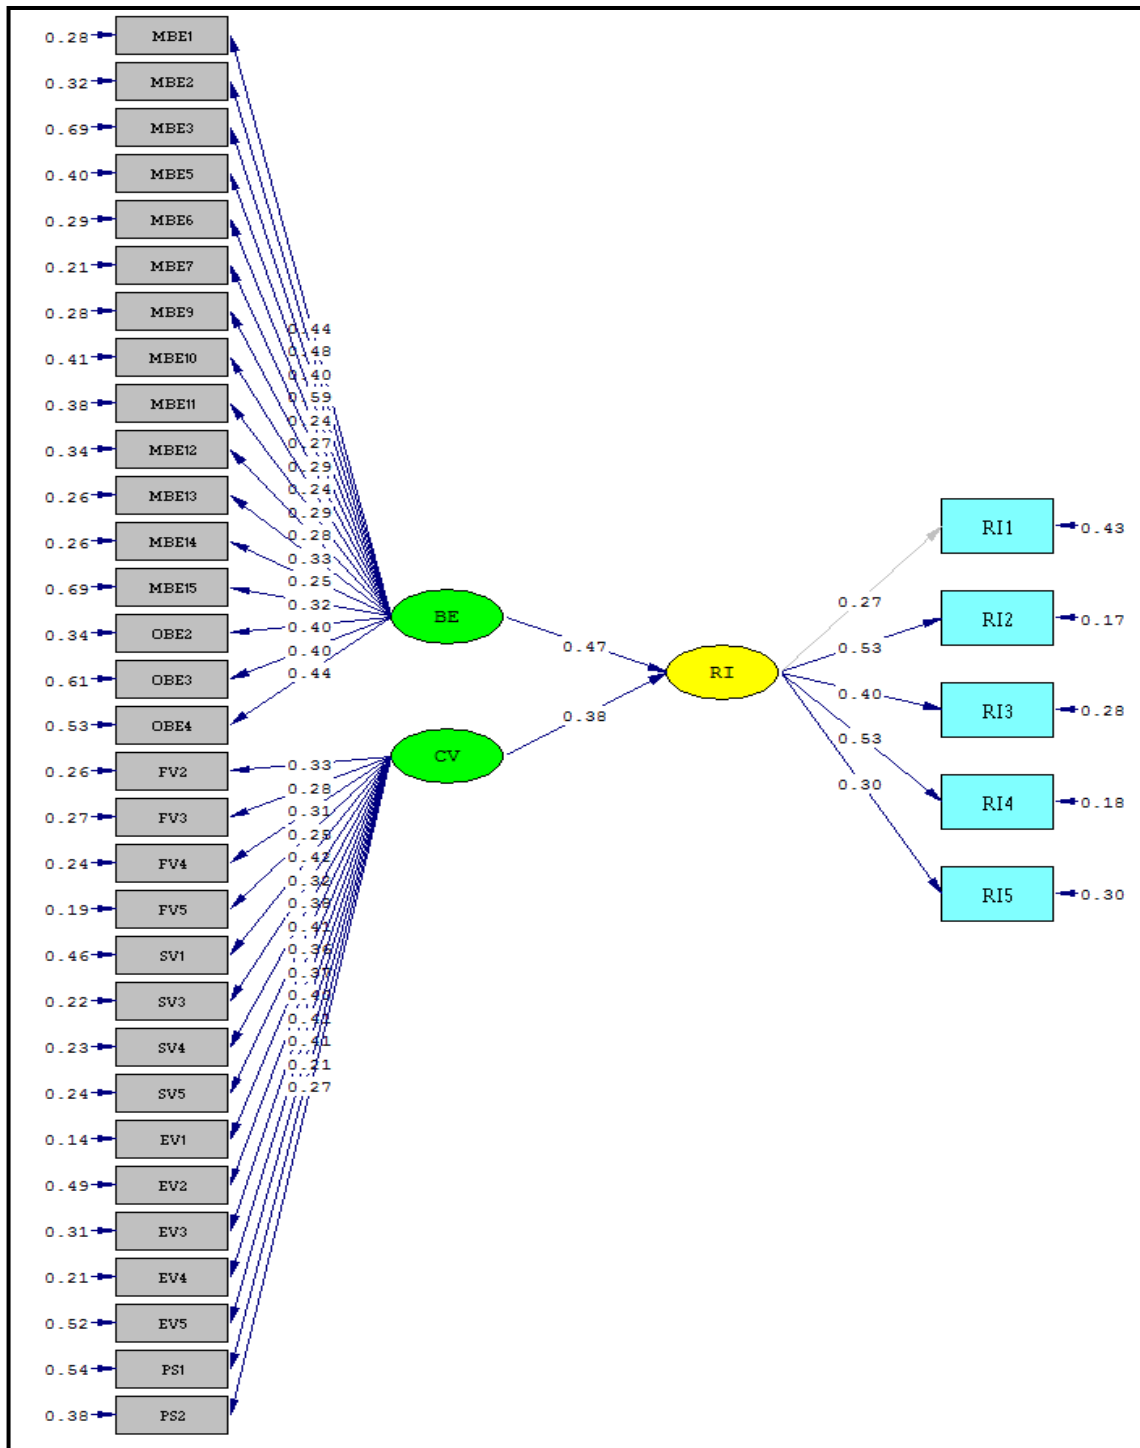 0.28 MBE1
0.32 MBE2
0.69 MBE3
0.40 MBE5
0.29 MBE6
0.21 MBE7
0.28 MBE9
0.41 MBE10
0.38 MBE11
0.34 MBE12
0.26 MBE13
0.26 MBE14
0.69 MBE15
0.34 OBE2
0.61 OBE3
0.53 OBE4
0.26 FV2
0.27 FV3
0.24 FV4
0.19 FV5
0.46 SV1
0.22 SV3
0.23 SV4
0.24 SV5
0.14 EV1
0.49 EV2
0.31 EV3
0.21 EV4
0.52 EV5
0.54 PS1
0.38 PS2
0.44
0.48
0.40
0.59
0.24
0.27
0.29
0.24
0.29
0.28
0.33
0.25
0.32
0.40
0.40
0.44
0.33
0.28
0.31
0.42
0.32
0.38
0.41
0.36
0.37
0.40
0.41
0.21
0.27
BE
CV
0.47
0.38
RI
0.27
0.53
0.40
0.53
0.30
RI1 0.43
RI2 0.17
RI3 0.28
RI4 0.18
RI5 0.30